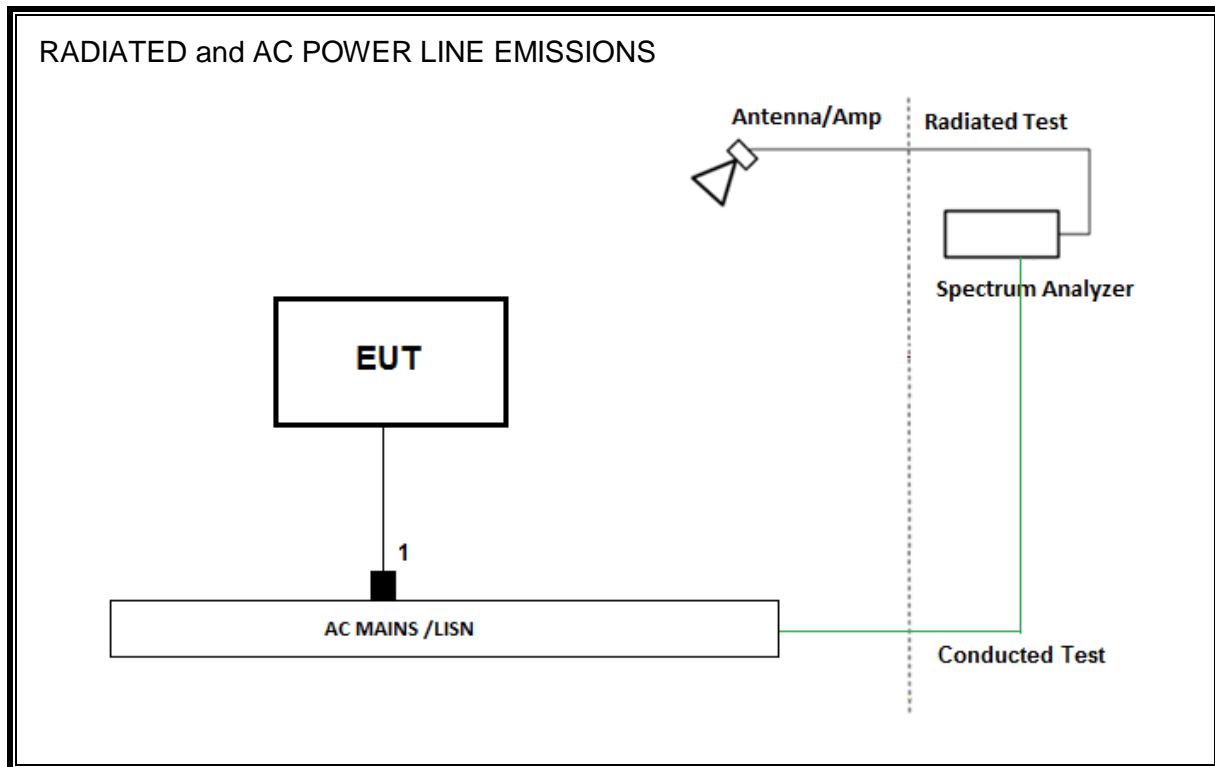 RADIATED and AC POWER LINE EMISSIONS
Antenna/Amp
Radiated Test
Spectrum Analyzer
EUT
1
AC MAINS /LISN
Conducted Test